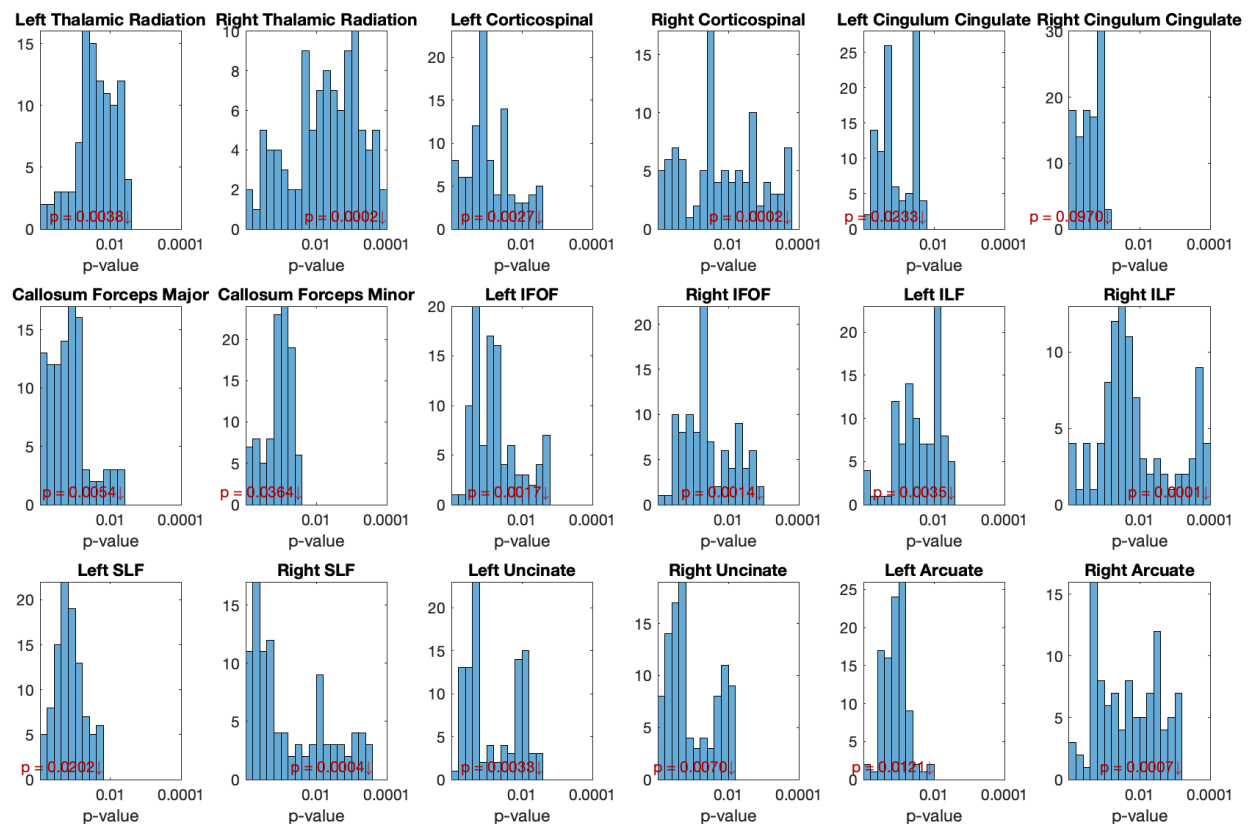 Left Thalamic Radiation
16
10
5
0
p = 0.0038↓
0.01 0.0001
p-value
Right Thalamic Radiation
10
8
6
4
2
0
p = 0.0002↓
0.01 0.0001
p-value
Left Corticospinal
23
20
15
10
5
0
p = 0.0027↓
0.01 0.0001
p-value
Right Corticospinal
17
15
10
5
0
p = 0.0002↓
0.01 0.0001
p-value
Left Cingulum Cingulate
28
25
20
15
10
5
0
p = 0.0233↓
0.01 0.0001
p-value
Right Cingulum Cingulate
30
25
20
15
10
5
0
p = 0.0970↓
0.01 0.0001
p-value
Callosum Forceps Major
15
10
5
0
p = 0.0054↓
0.01 0.0001
p-value
Callosum Forceps Minor
20
15
10
5
0
p = 0.0364↓
0.01 0.0001
p-value
Left IFOF
20
15
10
5
0
p = 0.0017↓
0.01 0.0001
p-value
Right IFOF
20
15
10
5
0
p = 0.0014↓
0.01 0.0001
p-value
Left ILF
20
15
10
5
0
p = 0.0035↓
0.01 0.0001
p-value
Right ILF
10
5
0
p = 0.0001↓
0.01 0.0001
p-value
Left SLF
20
15
10
5
0
p = 0.0202↓
0.01 0.0001
p-value
Right SLF
15
10
5
0
p = 0.0004↓
0.01 0.0001
p-value
Left Uncinate
20
15
10
5
0
p = 0.0033↓
0.01 0.0001
p-value
Right Uncinate
15
10
5
0
p = 0.0070↓
0.01 0.0001
p-value
Left Arcuate
25
20
15
10
5
0
p = 0.0121↓
0.01 0.0001
p-value
Right Arcuate
15
10
5
0
p = 0.0007↓
0.01 0.0001
p-value